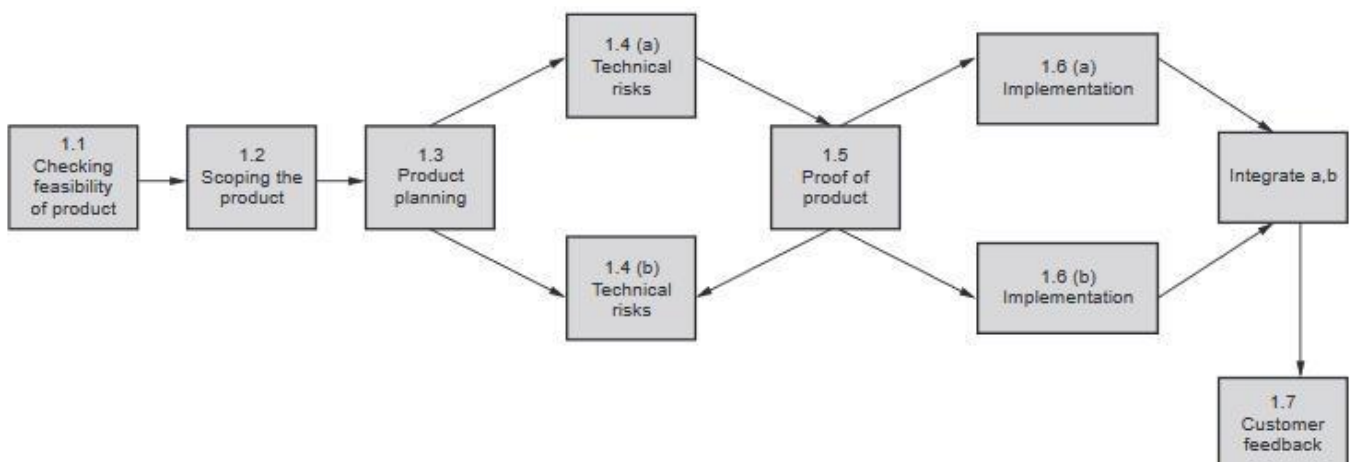 1.1
Checking
feasibility
of product
1.2
Scoping the
product
1.3
Product
planning
1.4 (a)
Technical
risks
1.4 (b)
Technical
risks
1.5
Proof of
product
1.6 (a)
Implementation
1.6 (b)
Implementation
Integrate a,b
1.7
Customer
feedback